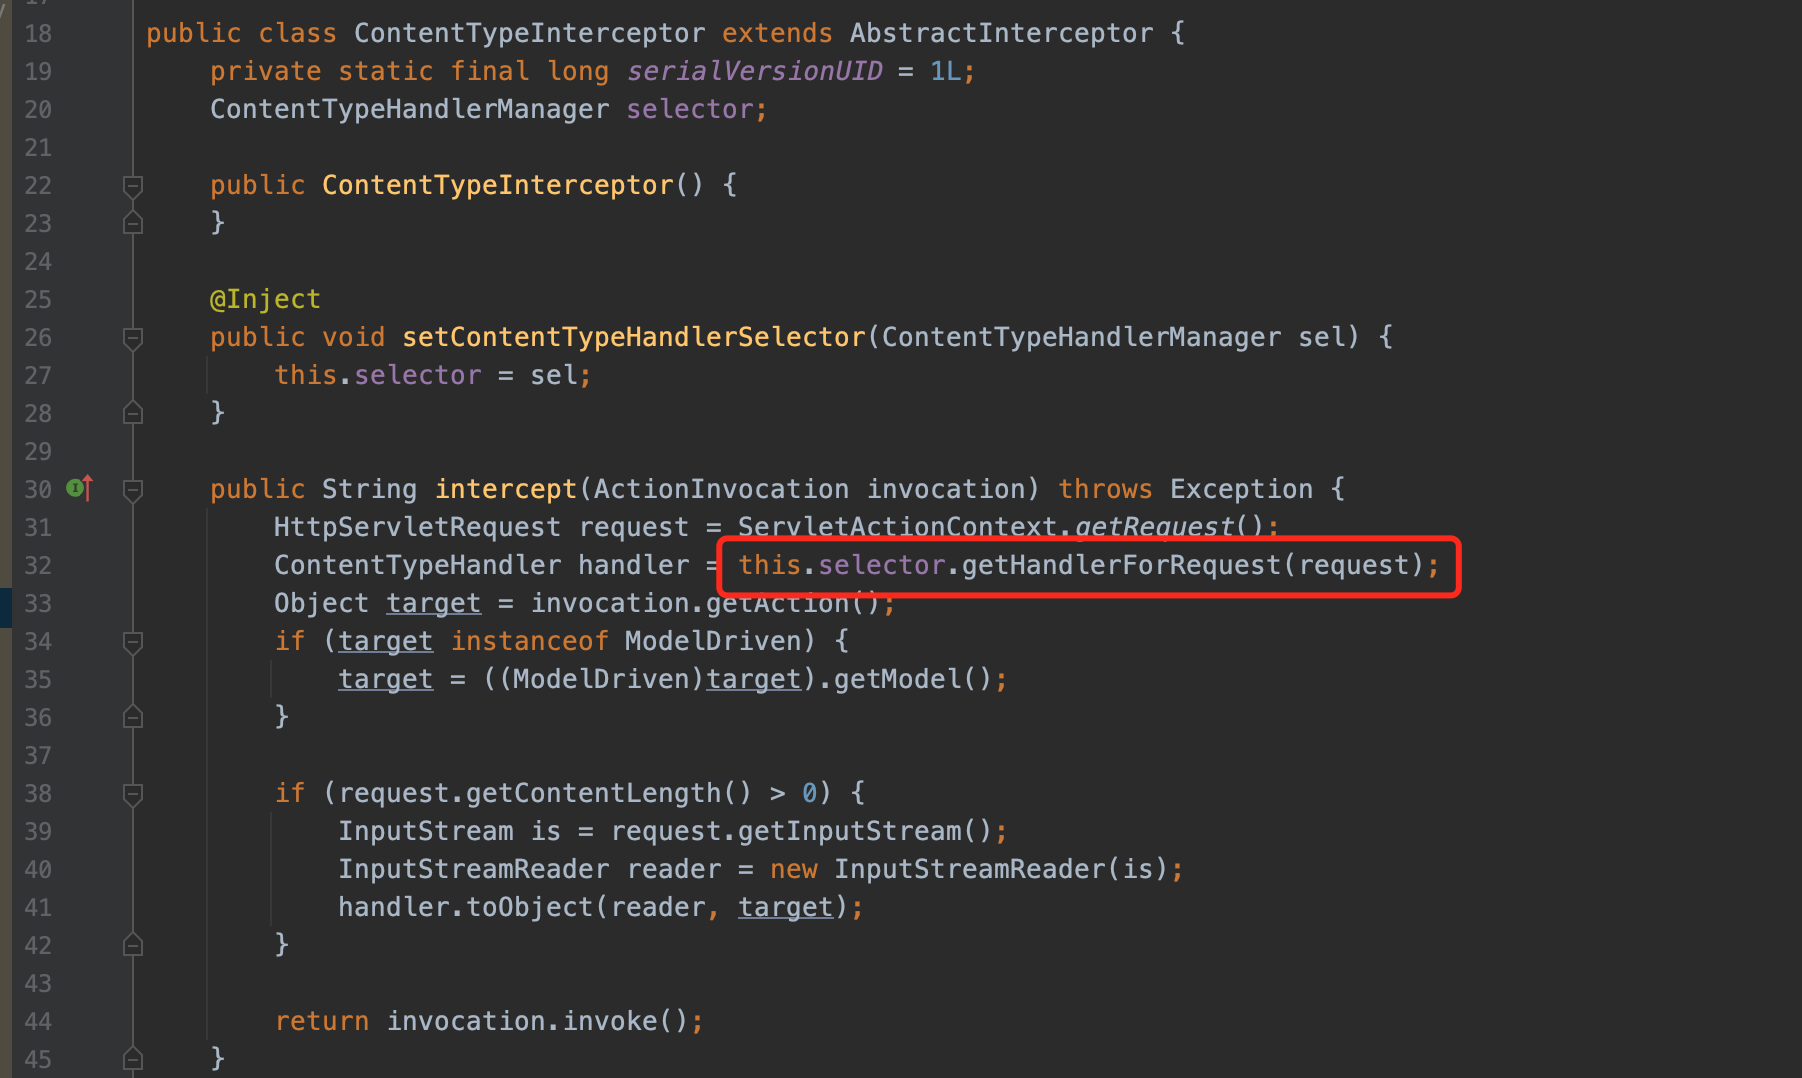 18 public class ContentTypeInterceptor extends AbstractInterceptor {
19 private static final long serialVersionUID = 1L;
20 ContentTypeHandlerManager selector;
21
22 public ContentTypeInterceptor() {
23 }
24
25 @Inject
26 public void setContentTypeHandlerSelector(ContentTypeHandlerManager sel) {
27 this.selector = sel;
28 }
29
30 public String intercept(ActionInvocation invocation) throws Exception {
31 HttpServletRequest request = ServletActionContext.getRequest();
32 ContentTypeHandler handler = this.selector.getHandlerForRequest(request);
33 Object target = invocation.getAction();
34 if (target instanceof ModelDriven) {
35 target = ((ModelDriven)target).getModel();
36 }
37
38 if (request.getContentLength() > 0) {
39 InputStream is = request.getInputStream();
40 InputStreamReader reader = new InputStreamReader(is);
41 handler.toObject(reader, target);
42 }
43
44 return invocation.invoke();
45 }